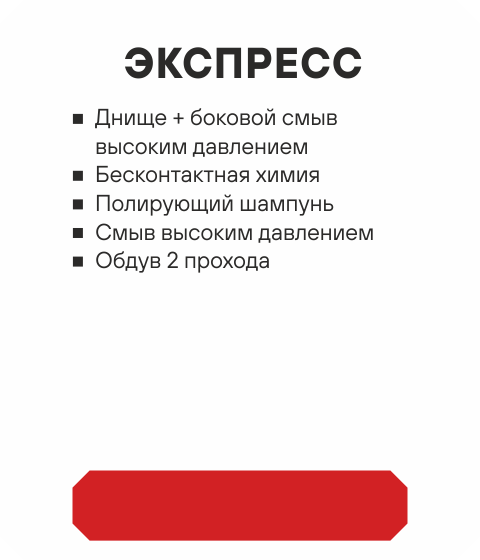 ЭКСПРЕСС
▪ Днище + боковой смыв
высоким давлением
▪ Бесконтактная химия
▪ Полирующий шампунь
▪ Смыв высоким давлением
▪ Обдув 2 прохода